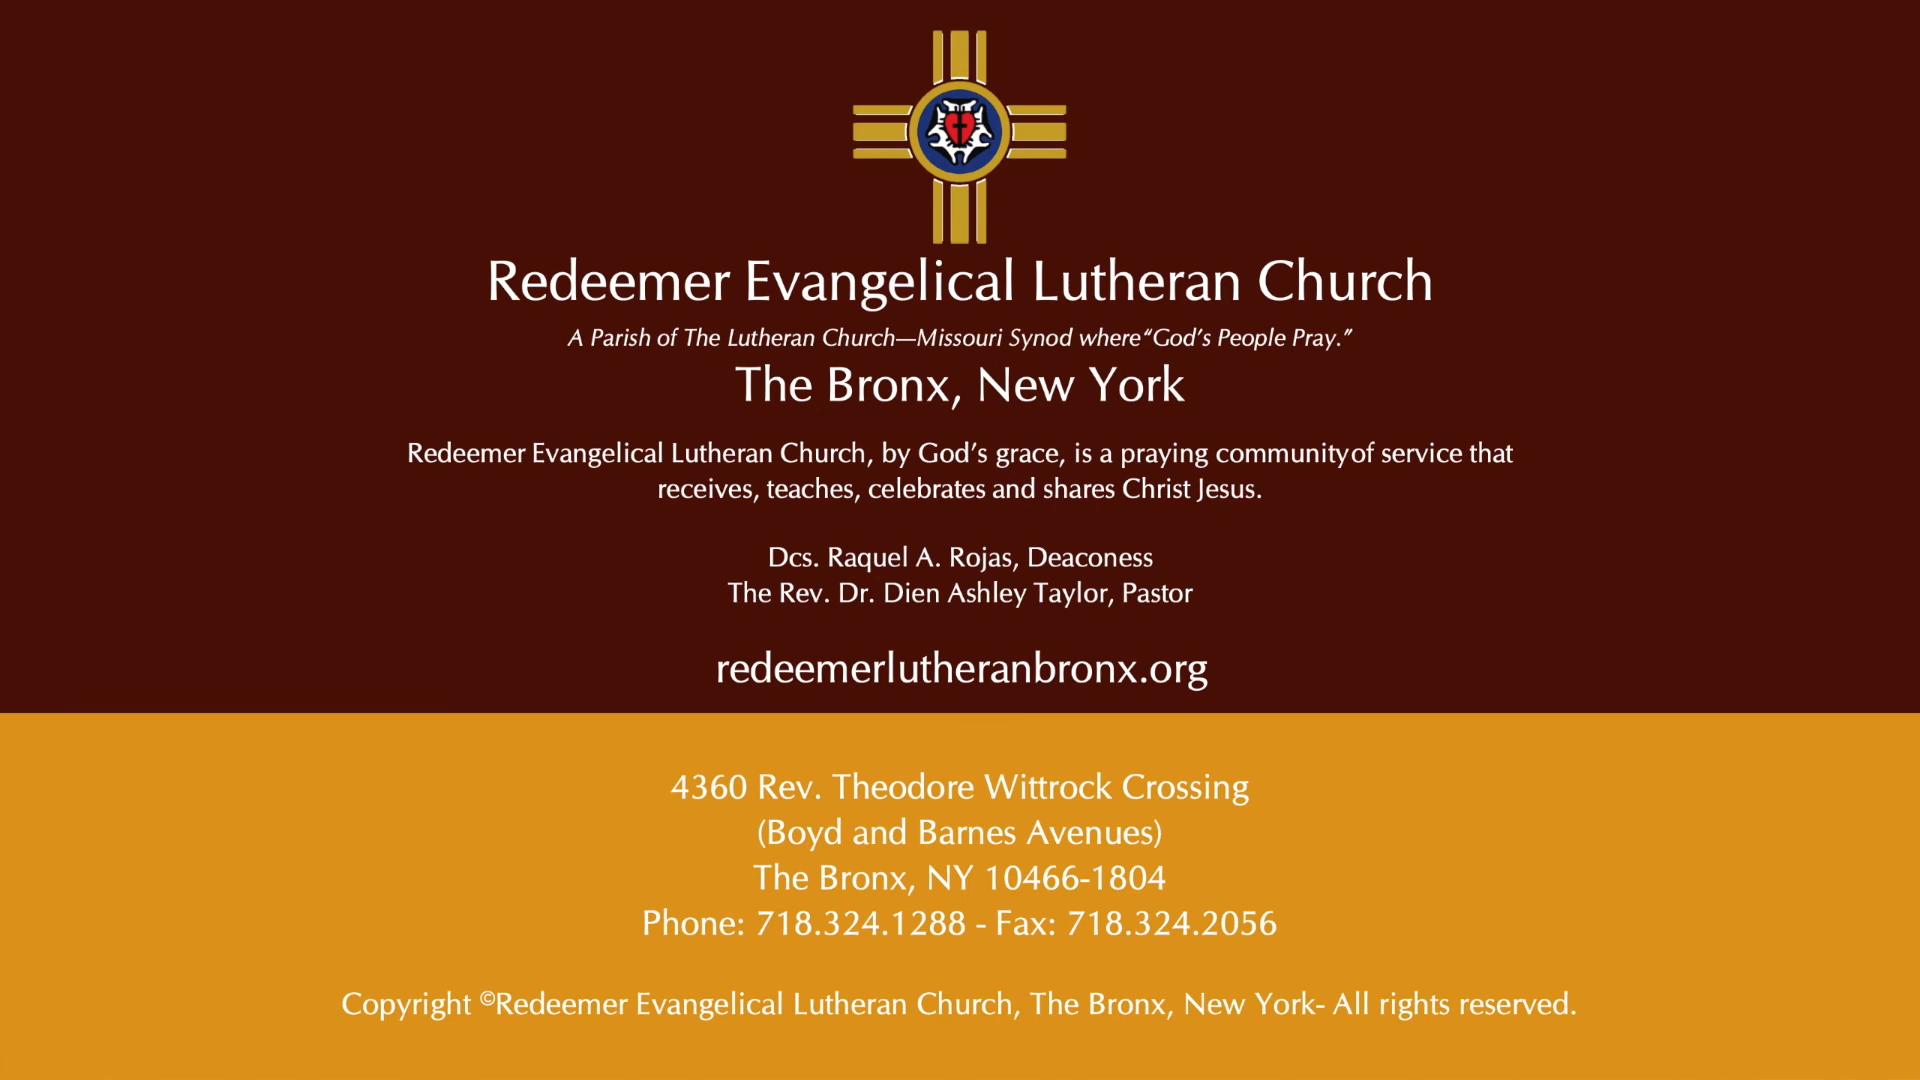 Redeemer Evangelical Lutheran Church
A Parish of The Lutheran Church—Missouri Synod where“God’s People Pray.”
The Bronx, New York
Redeemer Evangelical Lutheran Church, by God’s grace, is a praying community of service that
receives, teaches, celebrates and shares Christ Jesus.
Dcs. Raquel A. Rojas, Deaconess
The Rev. Dr. Dien Ashley Taylor, Pastor
redeemerlutheranbronx.org
4360 Rev. Theodore Wittrock Crossing
(Boyd and Barnes Avenues)
The Bronx, NY 10466-1804
Phone: 718.324.1288 - Fax: 718.324.2056
Copyright ©Redeemer Evangelical Lutheran Church, The Bronx, New York- All rights reserved.